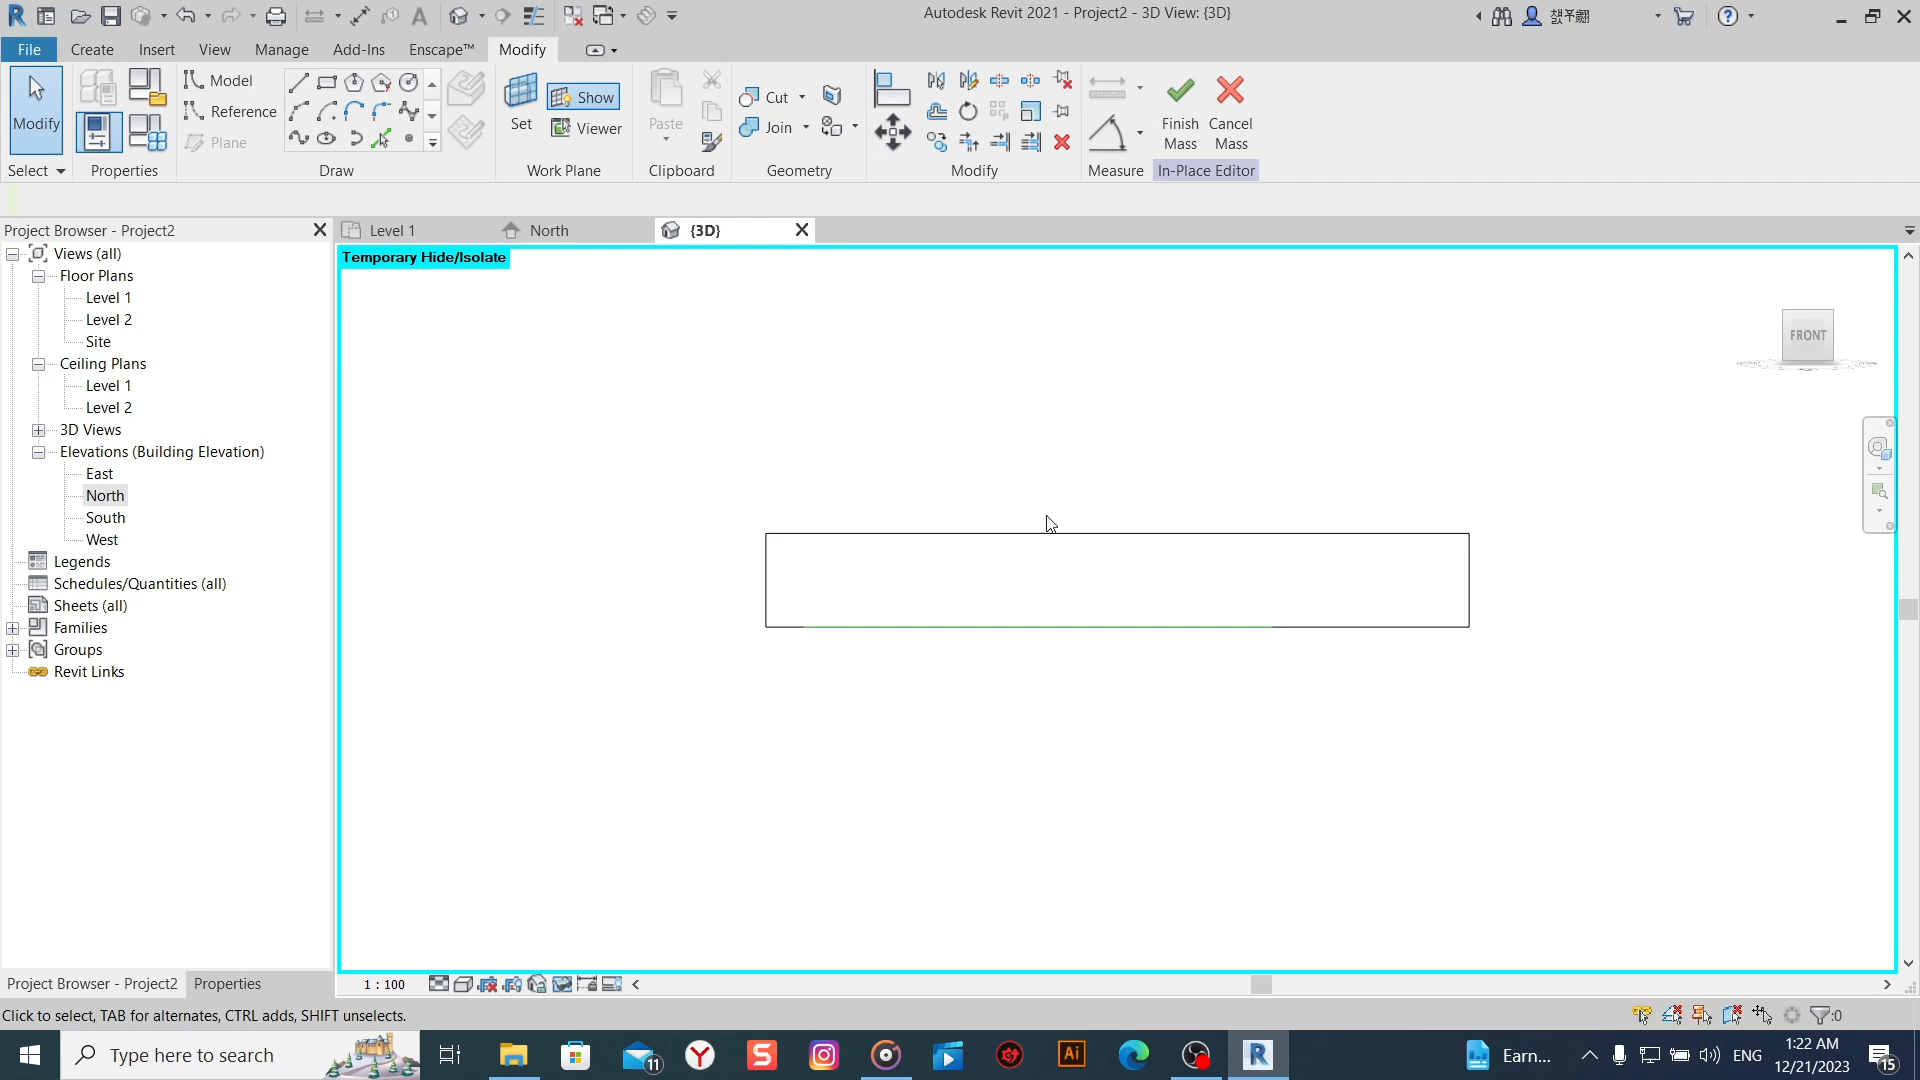 Autodesk Revit 2021 - Project2 - 3D View: {3D}
File Create Insert View Manage Add-Ins Enscape™ Modify
Modify
Model
Reference
Plane
Set
Show
Viewer
Paste
Cut
Join
Finish Mass
Cancel Mass
Select Properties Draw Work Plane Clipboard Geometry Modify Measure In-Place Editor
Project Browser - Project2
Level 1 North {3D}
Temporary Hide/Isolate
FRONT
Views (all)
Floor Plans
Level 1
Level 2
Site
Ceiling Plans
Level 1
Level 2
3D Views
Elevations (Building Elevation)
East
North
South
West
Legends
Schedules/Quantities (all)
Sheets (all)
Families
Groups
Revit Links
Project Browser - Project2 Properties
1 : 100
Click to select, TAB for alternates, CTRL adds, SHIFT unselects.
:0
Type here to search
11
Ai
Earn...
ENG
1:22 AM
12/21/2023
15